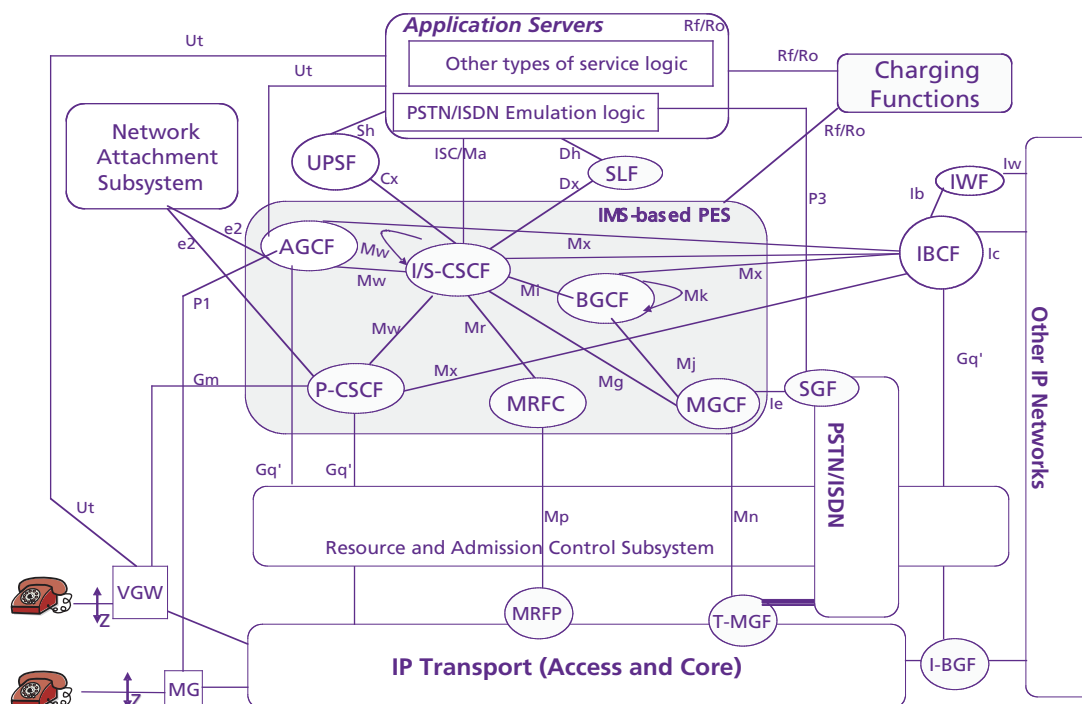 Application Servers
Rf/Ro
Ut
Other types of service logic
Rf/Ro
Charging
Functions
Ut
PSTN/ISDN Emulation logic
Network
Attachment
Subsystem
Sh
UPSF
ISC/Ma
Dh
SLF
Rf/Ro
Cx
Dx
P3
IWF
Iw
Ib
IMS-based PES
e2
e2
AGCF
Mw
Mx
IBCF
Ic
I/S-CSCF
Mw
Mi
BGCF
Mk
Mx
P1
Mw
Mr
Mx
Mg
Mj
Gq'
Gm
P-CSCF
MRFC
MGCF
Ie
SGF
Other IP Networks
PSTN/ISDN
Gq'
Gq'
Ut
Mp
Mn
Resource and Admission Control Subsystem
VGW
Z
MRFP
T-MGF
IP Transport (Access and Core)
I-BGF
MG
Z